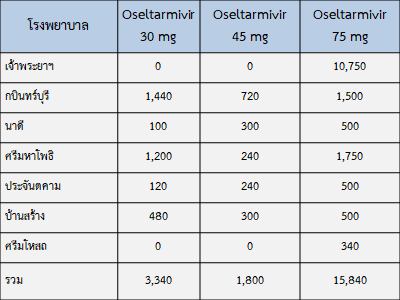 โรงพยาบาล Oseltarmivir 30 mg Oseltarmivir 45 mg Oseltarmivir 75 mg
เจ้าพระยาฯ 0 0 10,750
กบินทร์บุรี 1,440 720 1,500
นาดี 100 300 500
ศรีมหาโพธิ 1,200 240 1,750
ประจันตคาม 120 240 500
บ้านสร้าง 480 300 500
ศรีมโหสถ 0 0 340
รวม 3,340 1,800 15,840